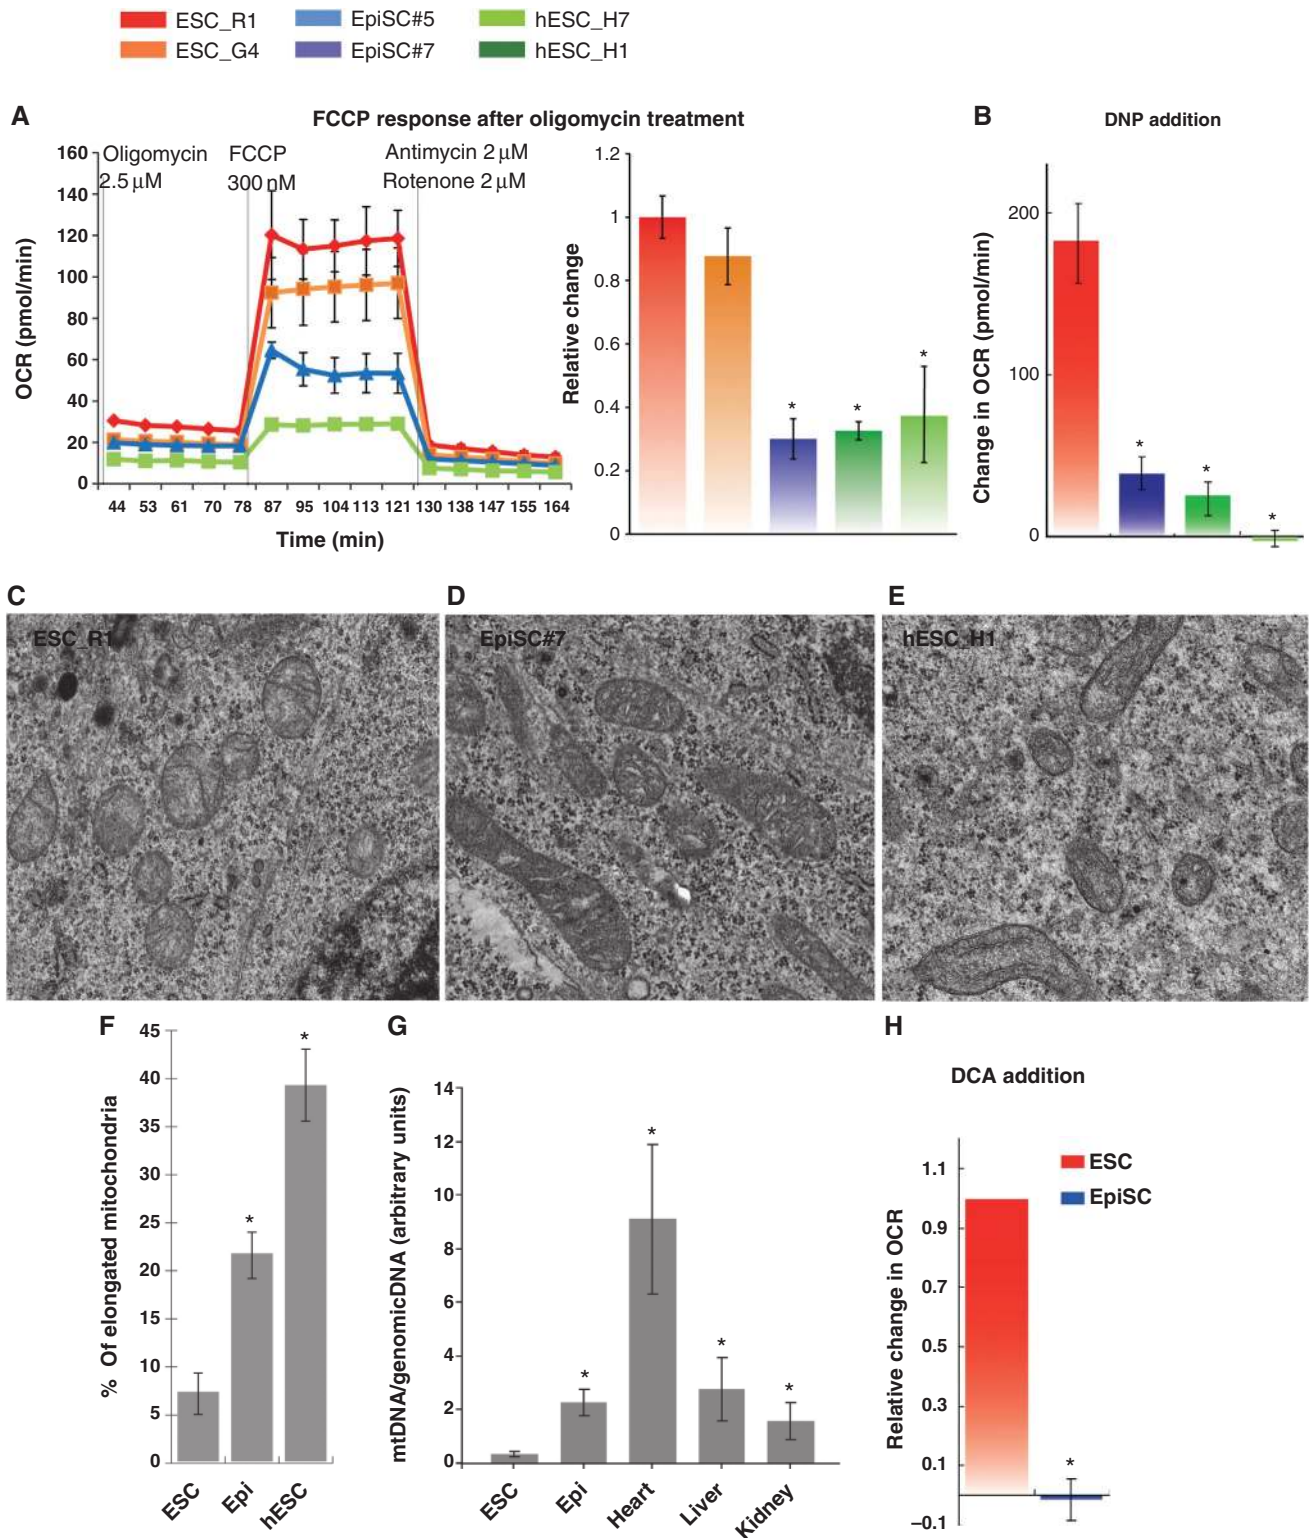 ESC_R1 EpiSC#5 hESC_H7
ESC_G4 EpiSC#7 hESC_H1
A
FCCP response after oligomycin treatment
Oligomycin FCCP Antimycin 2 μM
2.5 μM 300 nM Rotenone 2 μM
OCR (pmol/min)
160
140
120
100
80
60
40
20
0
44 53 61 70 78 87 95 104 113 121 130 138 147 155 164
Time (min)
Relative change
1.2
1
0.8
0.6
0.4
0.2
0
* * *
B
DNP addition
Change in OCR (pmol/min)
200
100
0
* * *
C
ESC_R1
D
EpiSC#7
E
hESC_H1
F
% Of elongated mitochondria
45
40
35
30
25
20
15
10
5
0
* *
ESC Epi hESC
G
mtDNA/genomicDNA (arbitrary units)
14
12
10
8
6
4
2
0
* * * *
ESC Epi Heart Liver Kidney
H
DCA addition
Relative change in OCR
1.1
0.9
0.7
0.5
0.3
0.1
–0.1
ESC
EpiSC
*